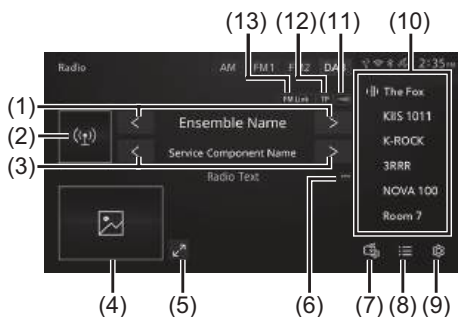 (13) (12) (11) (10)
Radio AM FM1 FM2 DAB 2:35 PM
FM Link TP
(1) < Ensemble Name >
(2)
(3) < Service Component Name >
Radio Text
The Fox
KIIS 1011
K-ROCK
3RRR
NOVA 100
Room 7
(4) (5) (6) (7) (8) (9)